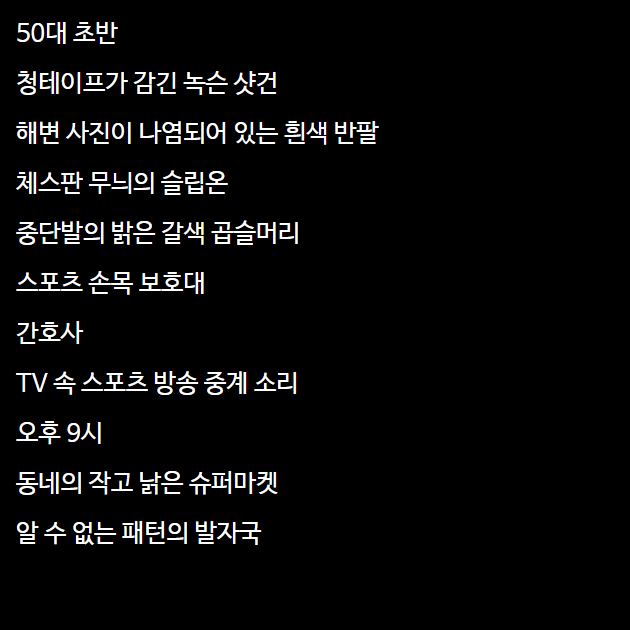 50대 초반
청테이프가 감긴 녹슨 샷건
해변 사진이 나염되어 있는 흰색 반팔
체스판 무늬의 슬립온
중단발의 밝은 갈색 곱슬머리
스포츠 손목 보호대
간호사
TV 속 스포츠 방송 중계 소리
오후 9시
동네의 작고 낡은 슈퍼마켓
알 수 없는 패턴의 발자국